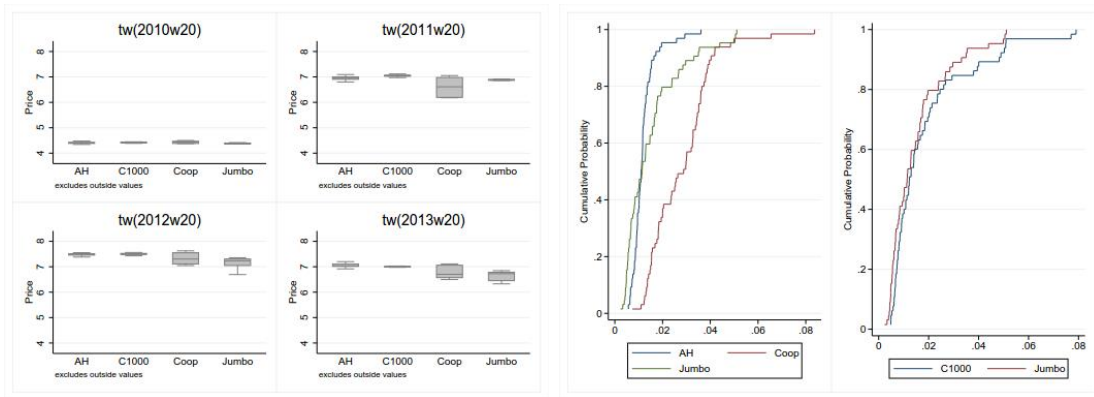 tw(2010w20)
Price
8
7
6
5
4
AH C1000 Coop Jumbo
excludes outside values
tw(2011w20)
Price
8
7
6
5
4
AH C1000 Coop Jumbo
excludes outside values
tw(2012w20)
Price
8
7
6
5
4
AH C1000 Coop Jumbo
excludes outside values
tw(2013w20)
Price
8
7
6
5
4
AH C1000 Coop Jumbo
excludes outside values
Cumulative Probability
1
.8
.6
.4
.2
0
0 .02 .04 .06 .08
AH Coop
Jumbo
Cumulative Probability
1
.8
.6
.4
.2
0
0 .02 .04 .06 .08
C1000 Jumbo